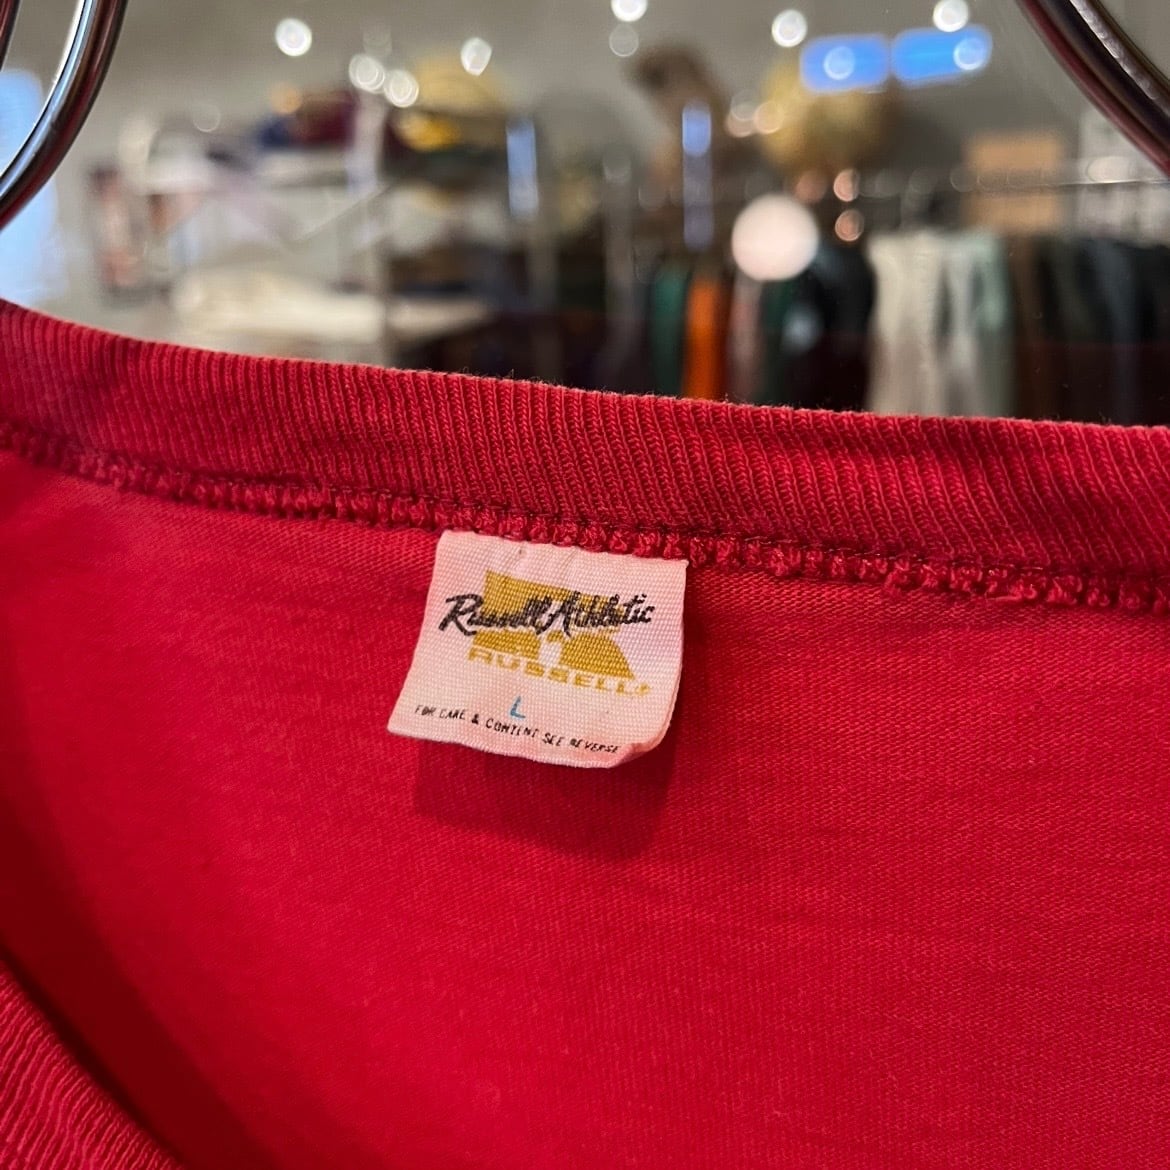 Russell Athletic
RUSSELL
L
FOR CARE & CONTENT SEE REVERSE